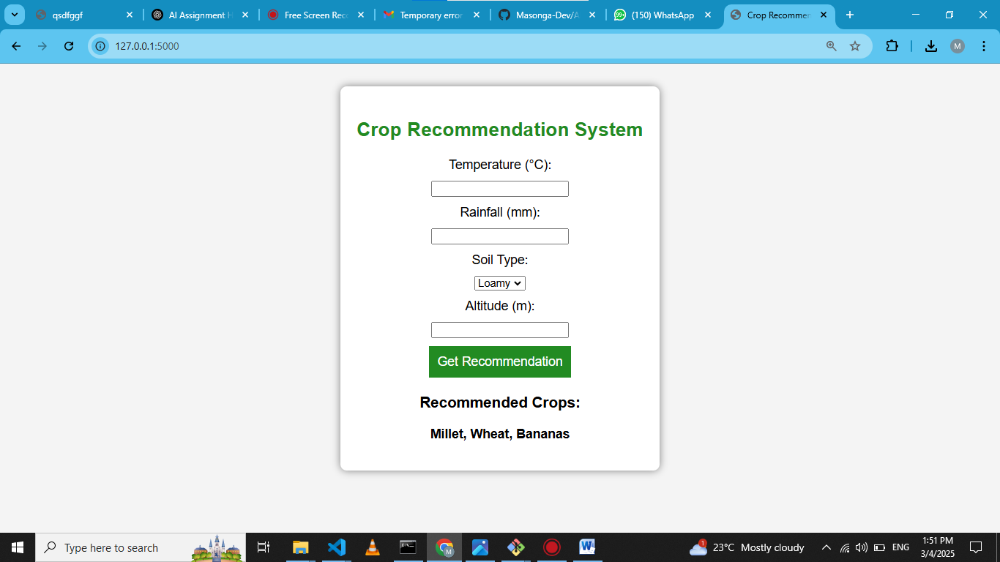 qsdfggf
AI Assignment H
Free Screen Reco
Temporary error
Masonga-Dev/A
99+
(150) WhatsApp
Crop Recommen
127.0.0.1:5000
M
Crop Recommendation System
Temperature (°C):
Rainfall (mm):
Soil Type:
Loamy
Altitude (m):
Get Recommendation
Recommended Crops:
Millet, Wheat, Bananas
Type here to search
M
1
23°C Mostly cloudy
ENG
1:51 PM
3/4/2025